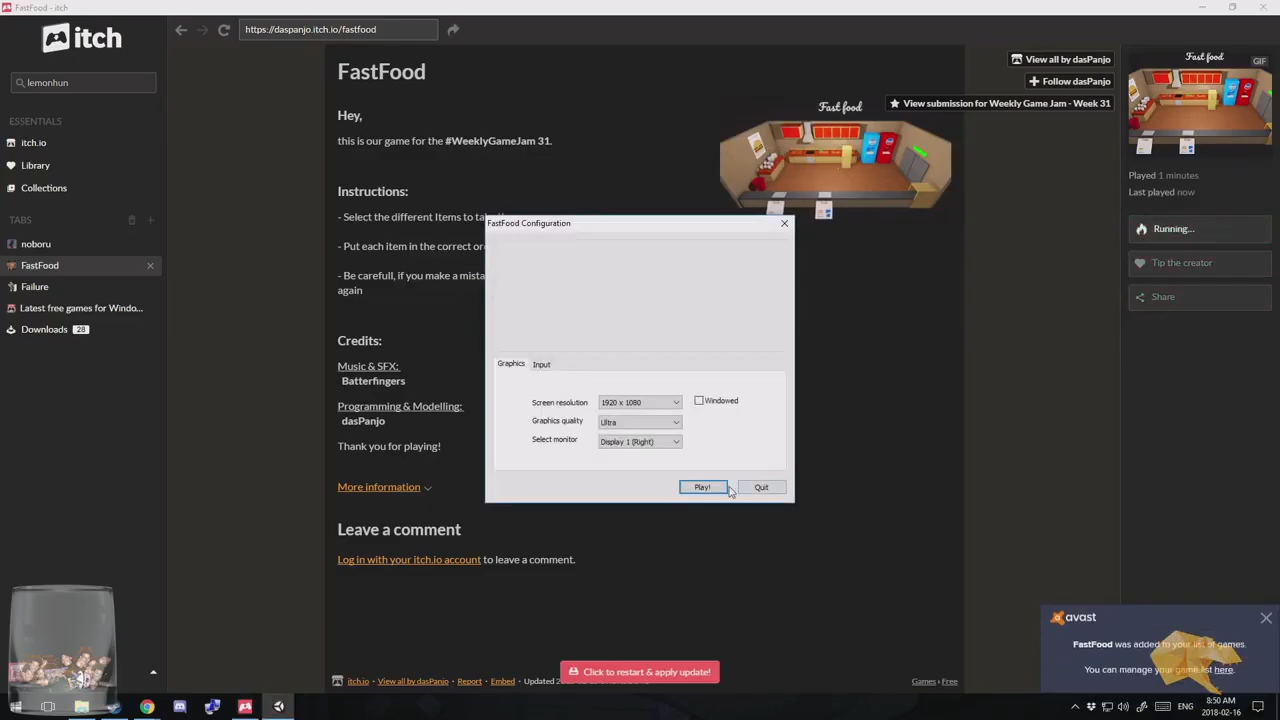 FastFood - itch
itch
https://daspanjo.itch.io/fastfood
lemonhun
ESSENTIALS
itch.io
Library
Collections
TABS
noboru
FastFood
Failure
Latest free games for Windo...
Downloads 28
FastFood
Hey,
this is our game for the #WeeklyGameJam 31.
Instructions:
- Select the different Items to ta
- Put each item in the correct or
- Be carefull, if you make a mista
again
Credits:
Music & SFX:
Batterfingers
Programming & Modelling:
dasPanjo
Thank you for playing!
More information
Leave a comment
Log in with your itch.io account to leave a comment.
View all by dasPanjo
Follow dasPanjo
View submission for Weekly Game Jam - Week 31
Fast food
FastFood Configuration
Graphics Input
Screen resolution 1920 x 1080 Windowed
Graphics quality Ultra
Select monitor Display 1 (Right)
Play! Quit
Fast food
GIF
Played 1 minutes
Last played now
Running...
Tip the creator
Share
avast
FastFood was added to your list of games.
You can manage your game list here.
Click to restart & apply update!
itch.io · View all by dasPanjo · Report · Embed · Updated
Games › Free
ENG
8:50 AM
2018-02-16